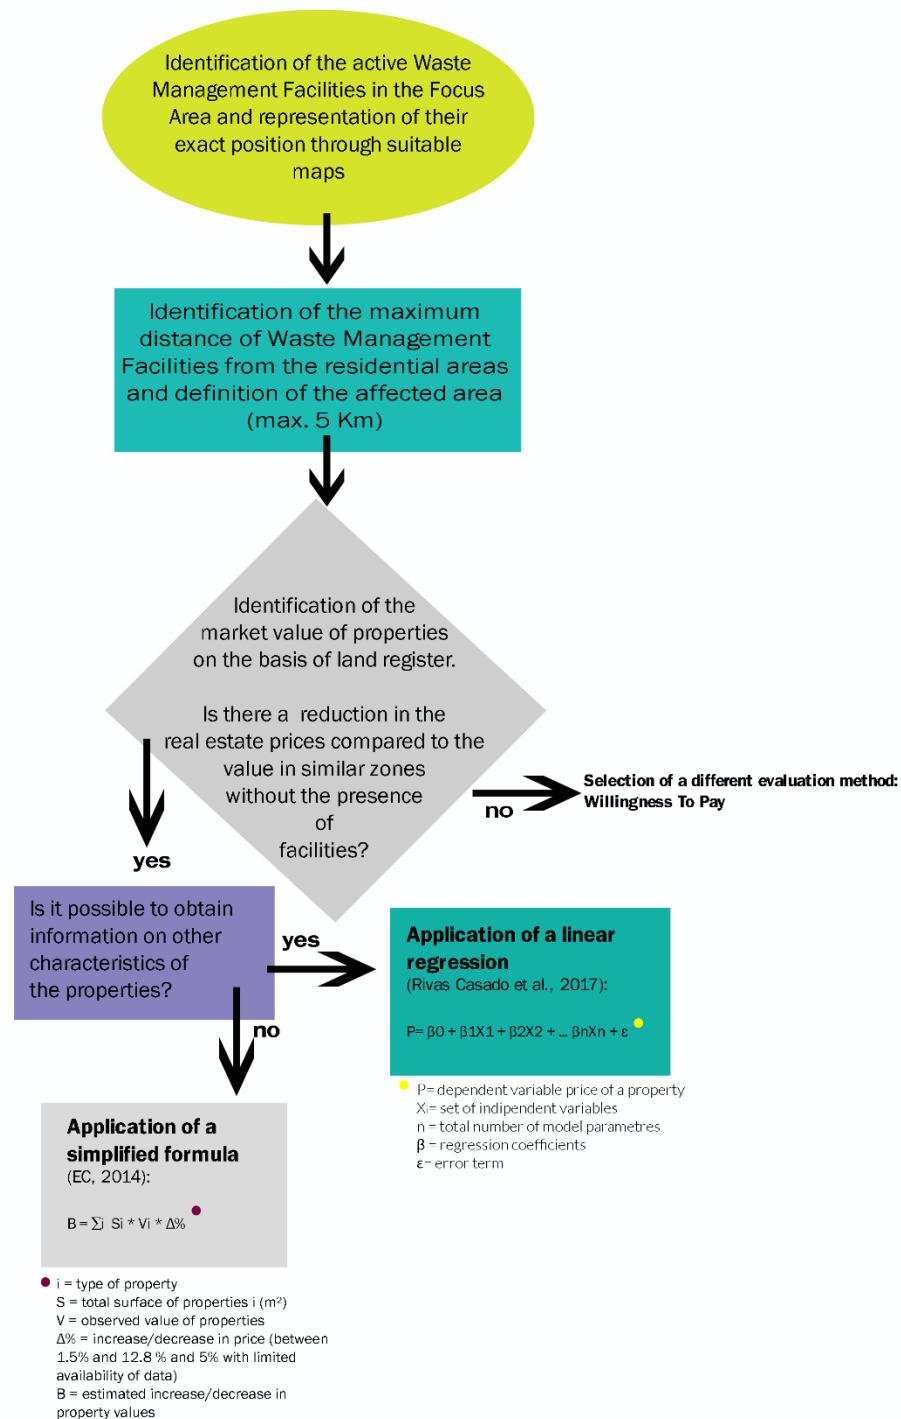 Identification of the active Waste
Management Facilities in the Focus
Area and representation of their
exact position through suitable
maps
Identification of the maximum
distance of Waste Management
Facilities from the residential areas
and definition of the affected area
(max. 5 Km)
Identification of the
market value of properties
on the basis of land register.
Is there a reduction in the
real estate prices compared to the
value in similar zones
without the presence
of
facilities?
no
Selection of a different evaluation method:
Willingness To Pay
yes
Is it possible to obtain
information on other
characteristics of
the properties?
yes
Application of a linear
regression
(Rivas Casado et al., 2017):
P= β0 + β1X1 + β2X2 + ... βnXn + ε
P= dependent variable price of a property
Xi= set of indipendent variables
n = total number of model parametres
β = regression coefficients
ε= error term
no
Application of a
simplified formula
(EC, 2014):
B = ∑i Si * Vi * Δ%
i = type of property
S = total surface of properties i (m²)
V = observed value of properties
Δ% = increase/decrease in price (between
1.5% and 12.8 % and 5% with limited
availability of data)
B = estimated increase/decrease in
property values